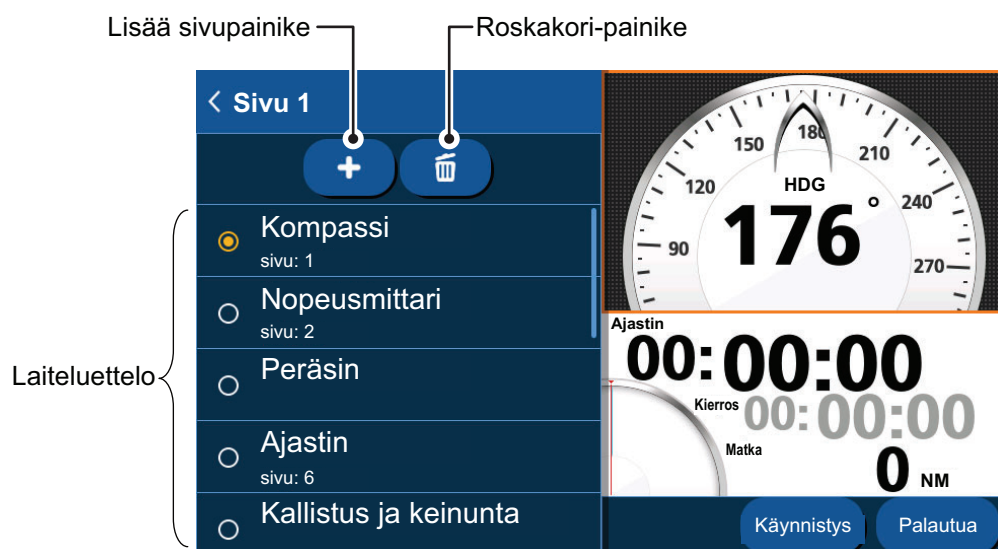 Lisää sivupainike
Roskakori-painike
< Sivu 1
+
Kompassi
sivu: 1
Nopeusmittari
sivu: 2
Peräsin
Ajastin
sivu: 6
Kallistus ja keinunta
Laiteluettelo
90
120
150
180
210
240
270
HDG
176°
Ajastin
00:00:00
Kierros
00:00:00
Matka
0 NM
Käynnistys
Palautua